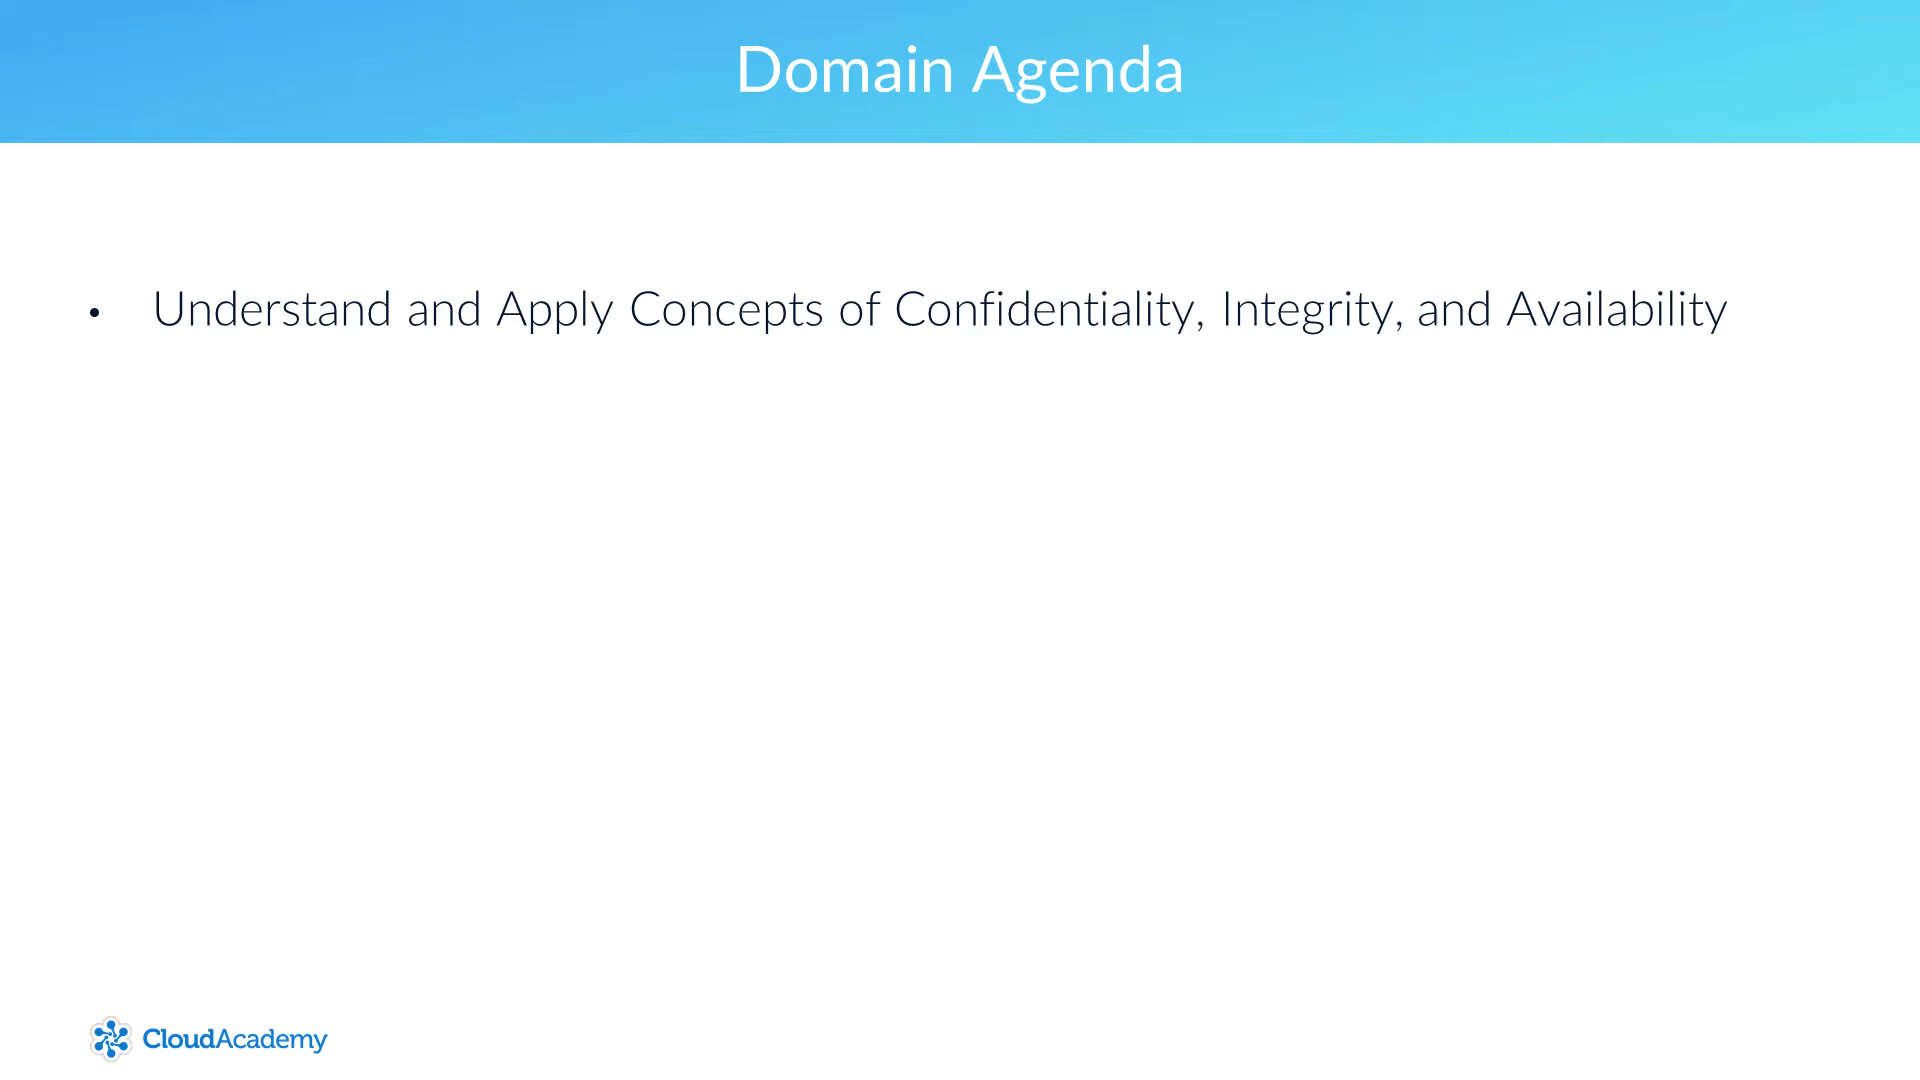 Domain Agenda
• Understand and Apply Concepts of Confidentiality, Integrity, and Availability
CloudAcademy